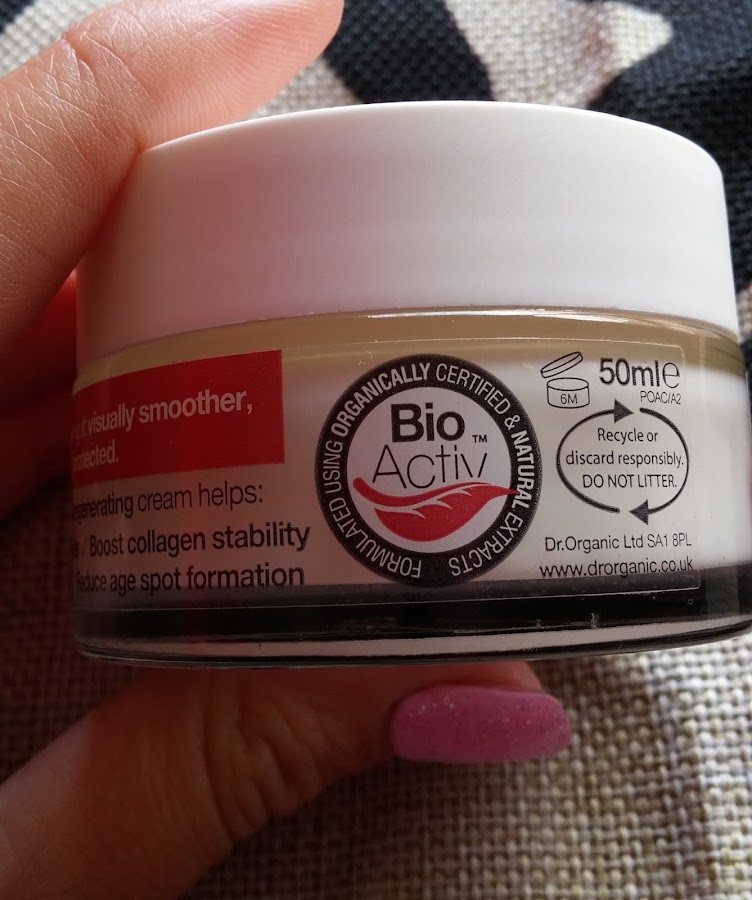 visually smoother,
protected.
regenerating cream helps:
/ Boost collagen stability
Reduce age spot formation
FORMULATED USING ORGANICALLY CERTIFIED & NATURAL EXTRACTS
Bio
Activ™
6M
50ml℮
POAC/A2
Recycle or
discard responsibly.
DO NOT LITTER.
Dr.Organic Ltd SA1 8PL
www.drorganic.co.uk